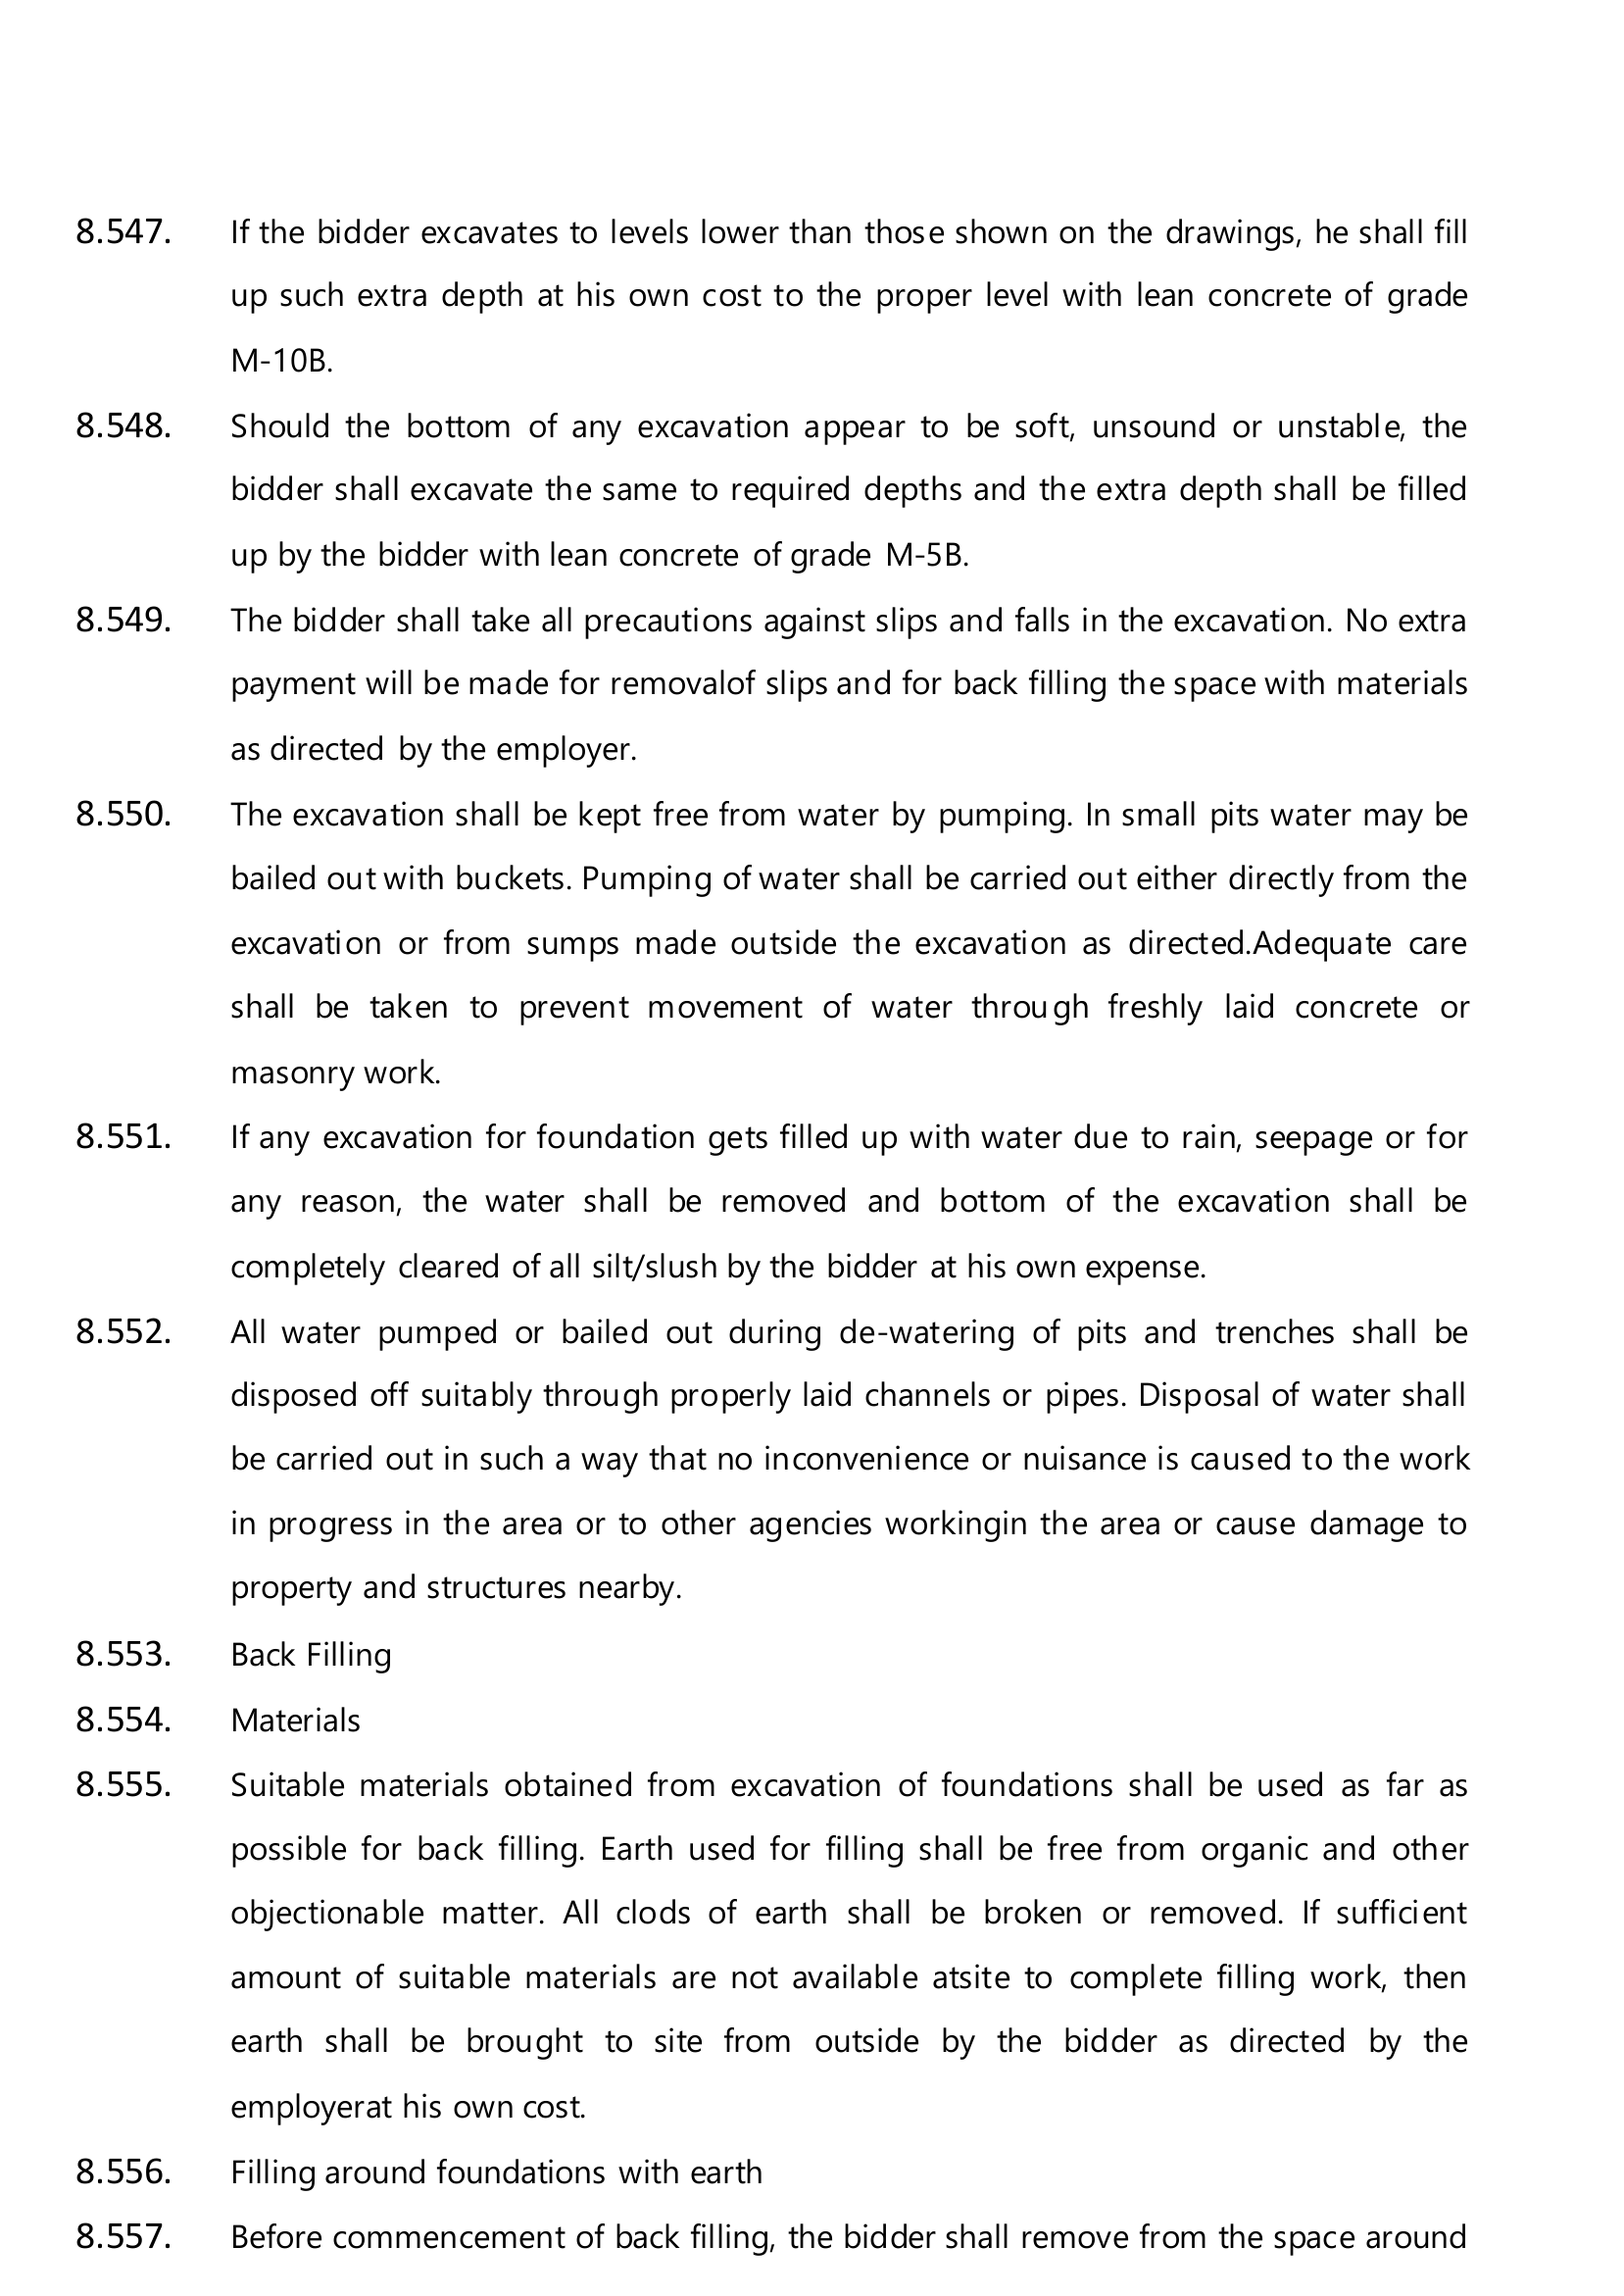 8.547. If the bidder excavates to levels lower than those shown on the drawings, he shall fill
up such extra depth at his own cost to the proper level with lean concrete of grade
M-10B.
8.548. Should the bottom of any excavation appear to be soft, unsound or unstable, the
bidder shall excavate the same to required depths and the extra depth shall be filled
up by the bidder with lean concrete of grade M-5B.
8.549. The bidder shall take all precautions against slips and falls in the excavation. No extra
payment will be made for removalof slips and for back filling the space with materials
as directed by the employer.
8.550. The excavation shall be kept free from water by pumping. In small pits water may be
bailed out with buckets. Pumping of water shall be carried out either directly from the
excavation or from sumps made outside the excavation as directed.Adequate care
shall be taken to prevent movement of water through freshly laid concrete or
masonry work.
8.551. If any excavation for foundation gets filled up with water due to rain, seepage or for
any reason, the water shall be removed and bottom of the excavation shall be
completely cleared of all silt/slush by the bidder at his own expense.
8.552. All water pumped or bailed out during de-watering of pits and trenches shall be
disposed off suitably through properly laid channels or pipes. Disposal of water shall
be carried out in such a way that no inconvenience or nuisance is caused to the work
in progress in the area or to other agencies workingin the area or cause damage to
property and structures nearby.
8.553. Back Filling
8.554. Materials
8.555. Suitable materials obtained from excavation of foundations shall be used as far as
possible for back filling. Earth used for filling shall be free from organic and other
objectionable matter. All clods of earth shall be broken or removed. If sufficient
amount of suitable materials are not available atsite to complete filling work, then
earth shall be brought to site from outside by the bidder as directed by the
employerat his own cost.
8.556. Filling around foundations with earth
8.557. Before commencement of back filling, the bidder shall remove from the space around